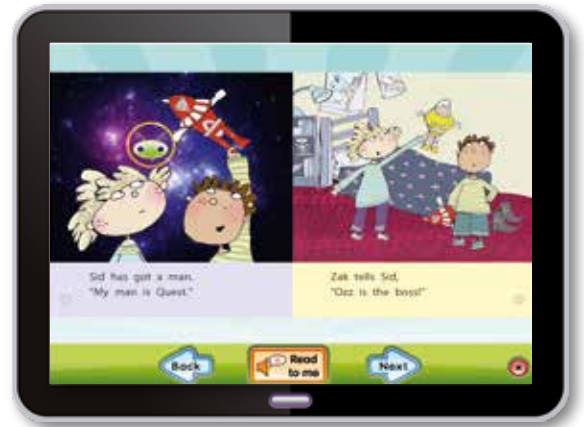 Sid has got a man.
"My man is Quest."
Zak tells Sid,
"Ozz is the boss!"
Back
Read
to me
Next